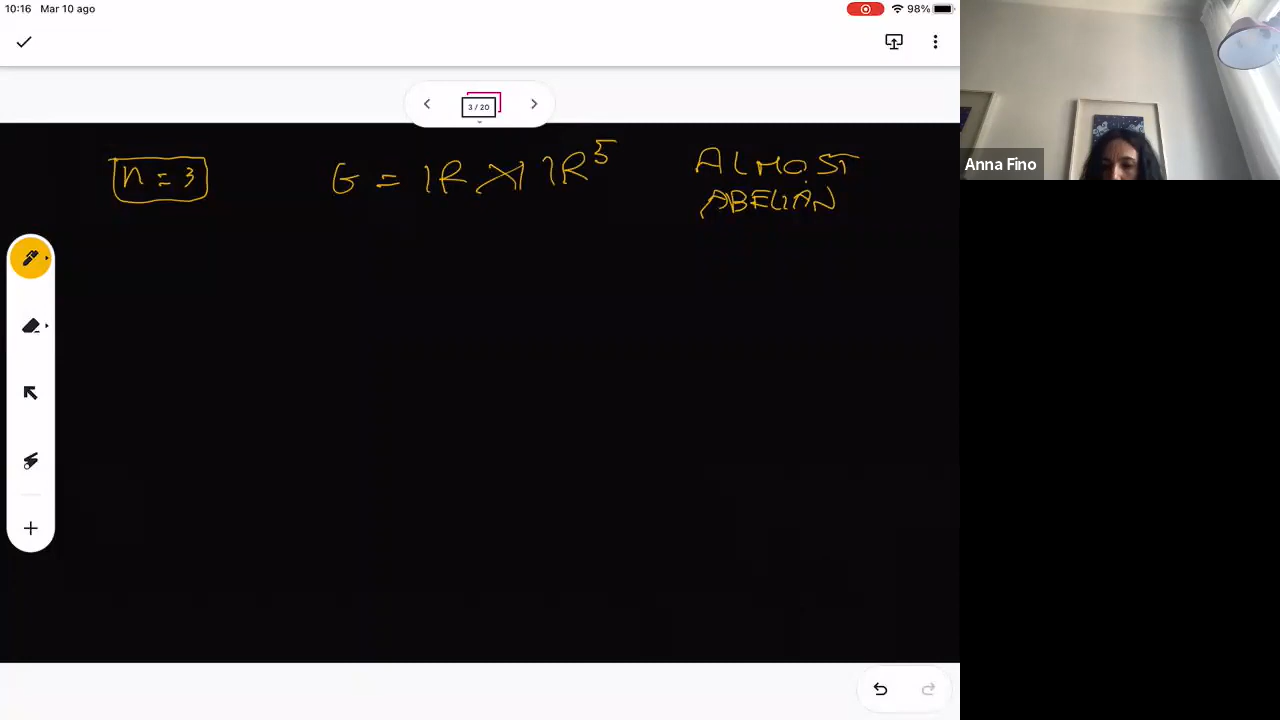 10:16 Mar 10 ago 98%
3 / 20
n = 3 G = ℝ ⋊ ℝ⁵ ALMOST
ABELIAN
Anna Fino